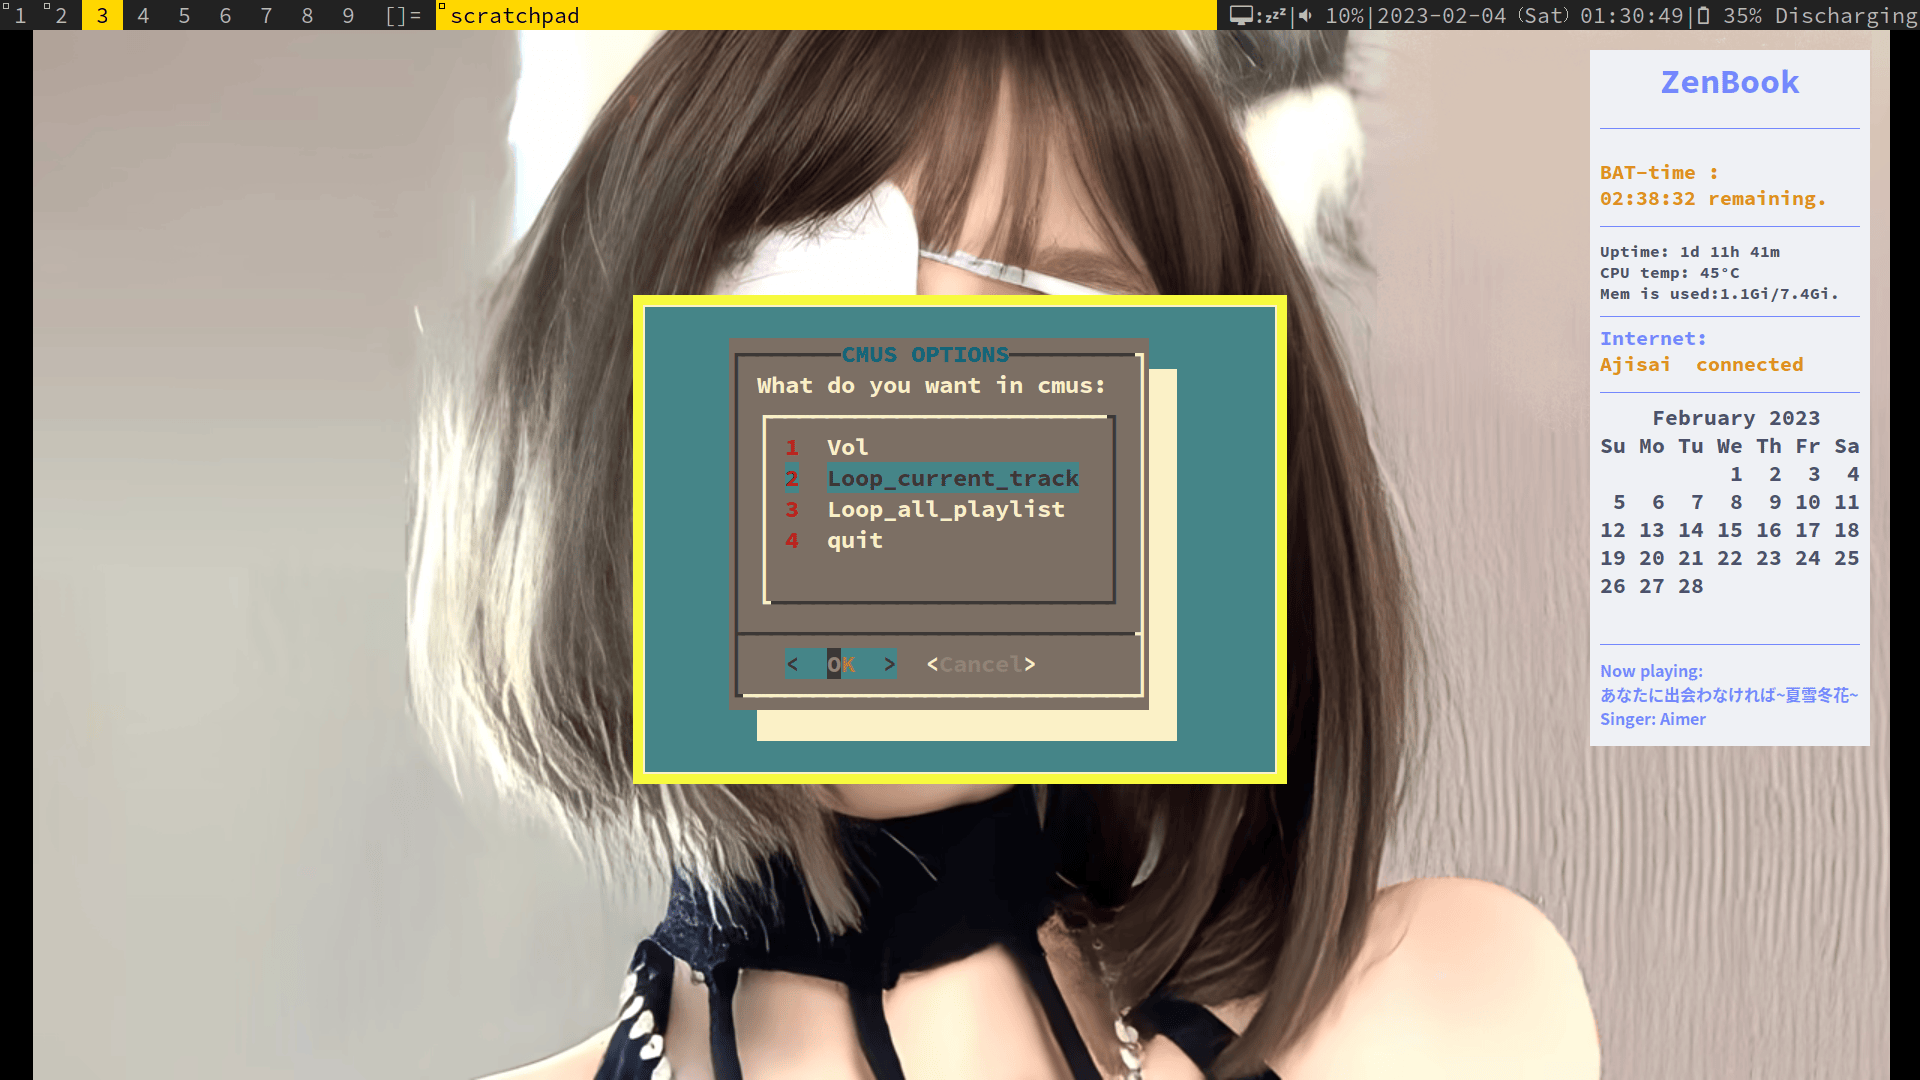 1 2 3 4 5 6 7 8 9 []= scratchpad :zzz| 10%|2023-02-04 (Sat) 01:30:49| 35% Discharging
ZenBook
BAT-time :
02:38:32 remaining.
Uptime: 1d 11h 41m
CPU temp: 45°C
Mem is used:1.1Gi/7.4Gi.
Internet:
Ajisai connected
February 2023
Su Mo Tu We Th Fr Sa
1 2 3 4
5 6 7 8 9 10 11
12 13 14 15 16 17 18
19 20 21 22 23 24 25
26 27 28
Now playing:
あなたに出会わなければ~夏雪冬花~
Singer: Aimer
CMUS OPTIONS
What do you want in cmus:
1 Vol
2 Loop_current_track
3 Loop_all_playlist
4 quit
< OK > <Cancel>